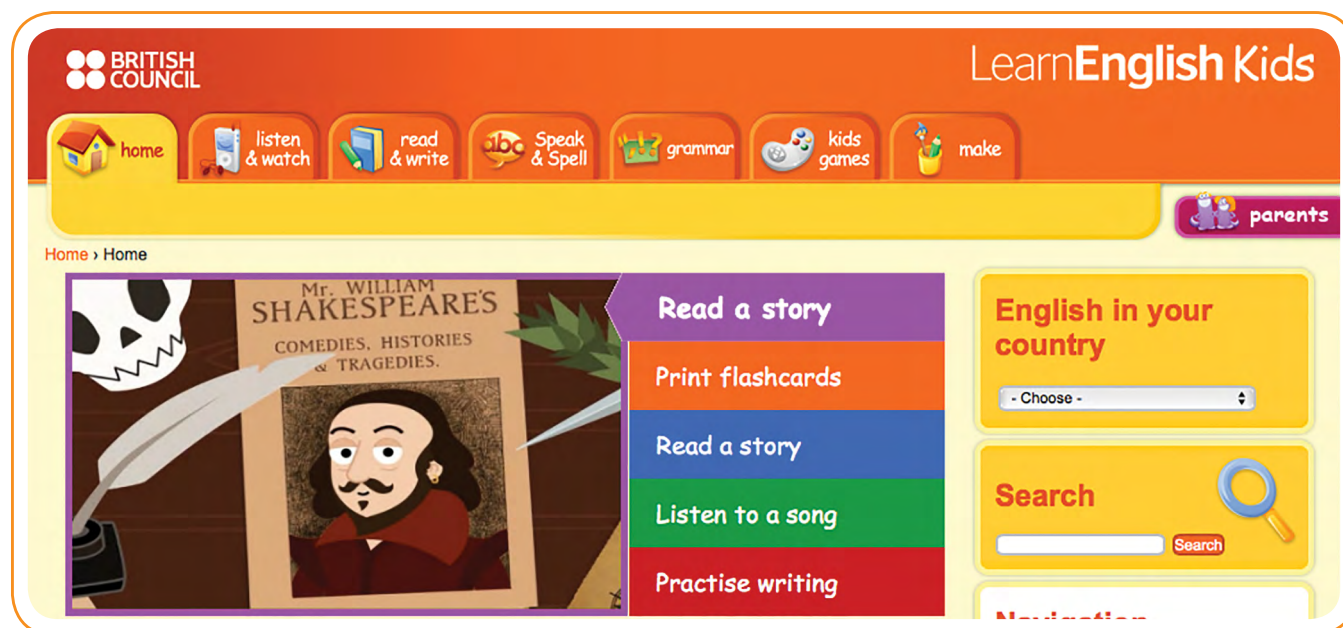 BRITISH
COUNCIL
LearnEnglish Kids
home
listen
& watch
read
& write
abc
Speak
& Spell
grammar
kids
games
make
parents
Home › Home
Mr. WILLIAM
SHAKESPEARE'S
COMEDIES, HISTORIES
& TRAGEDIES.
Read a story
Print flashcards
Read a story
Listen to a song
Practise writing
English in your
country
- Choose -
Search
Search
Navigation